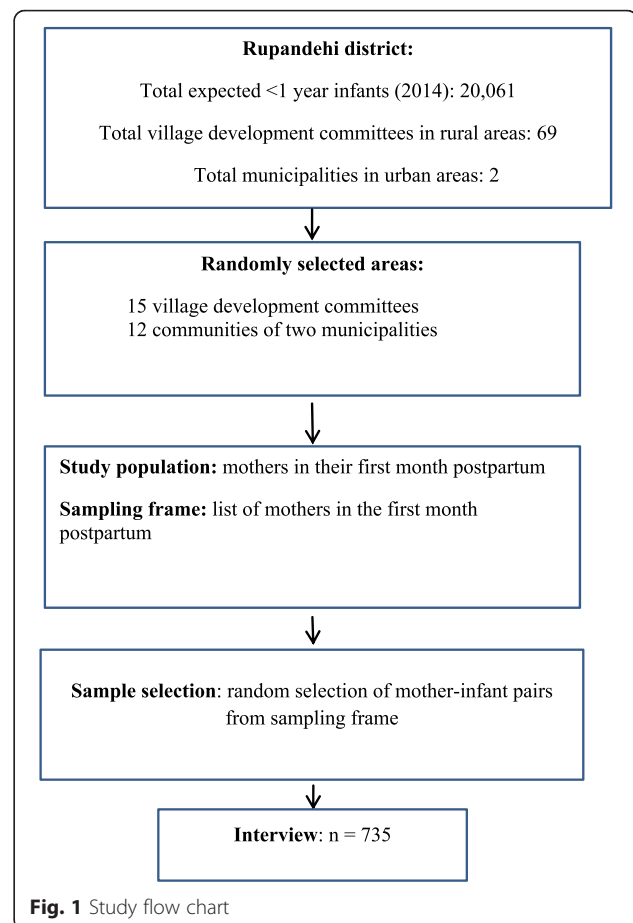 Rupandehi district:
Total expected <1 year infants (2014): 20,061
Total village development committees in rural areas: 69
Total municipalities in urban areas: 2
Randomly selected areas:
15 village development committees
12 communities of two municipalities
Study population: mothers in their first month postpartum
Sampling frame: list of mothers in the first month
postpartum
Sample selection: random selection of mother-infant pairs
from sampling frame
Interview: n = 735
Fig. 1 Study flow chart